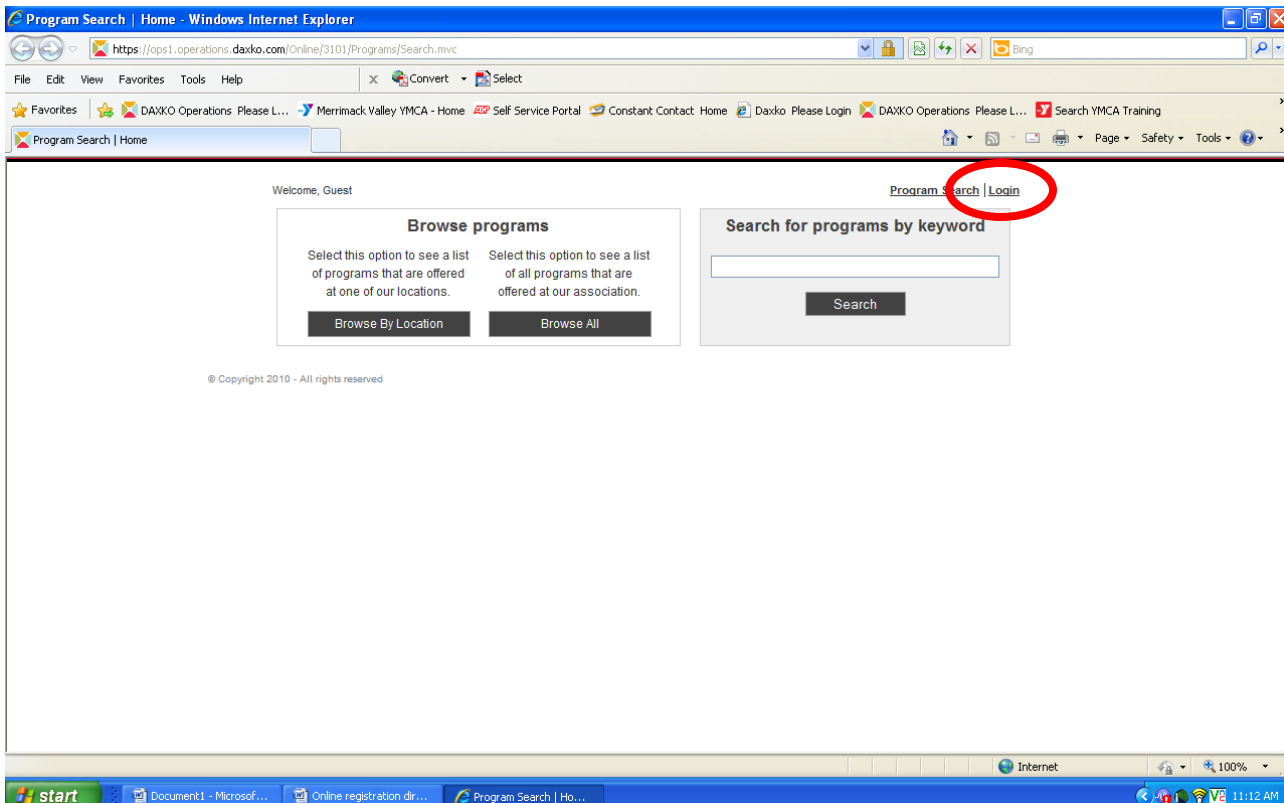 Program Search | Home - Windows Internet Explorer
https://ops1.operations.daxko.com/Online/3101/Programs/Search.mvc
Bing
File Edit View Favorites Tools Help
x Convert Select
Favorites DAXKO Operations Please L... Merrimack Valley YMCA - Home Self Service Portal Constant Contact Home Daxko Please Login DAXKO Operations Please L... Search YMCA Training
Program Search | Home
Page Safety Tools
Welcome, Guest
Program Search | Login
Browse programs
Select this option to see a list
of programs that are offered
at one of our locations.
Browse By Location
Select this option to see a list
of all programs that are
offered at our association.
Browse All
Search for programs by keyword
Search
© Copyright 2010 - All rights reserved
Internet
100%
start
Document1 - Microsof...
Online registration dir...
Program Search | Ho...
11:12 AM